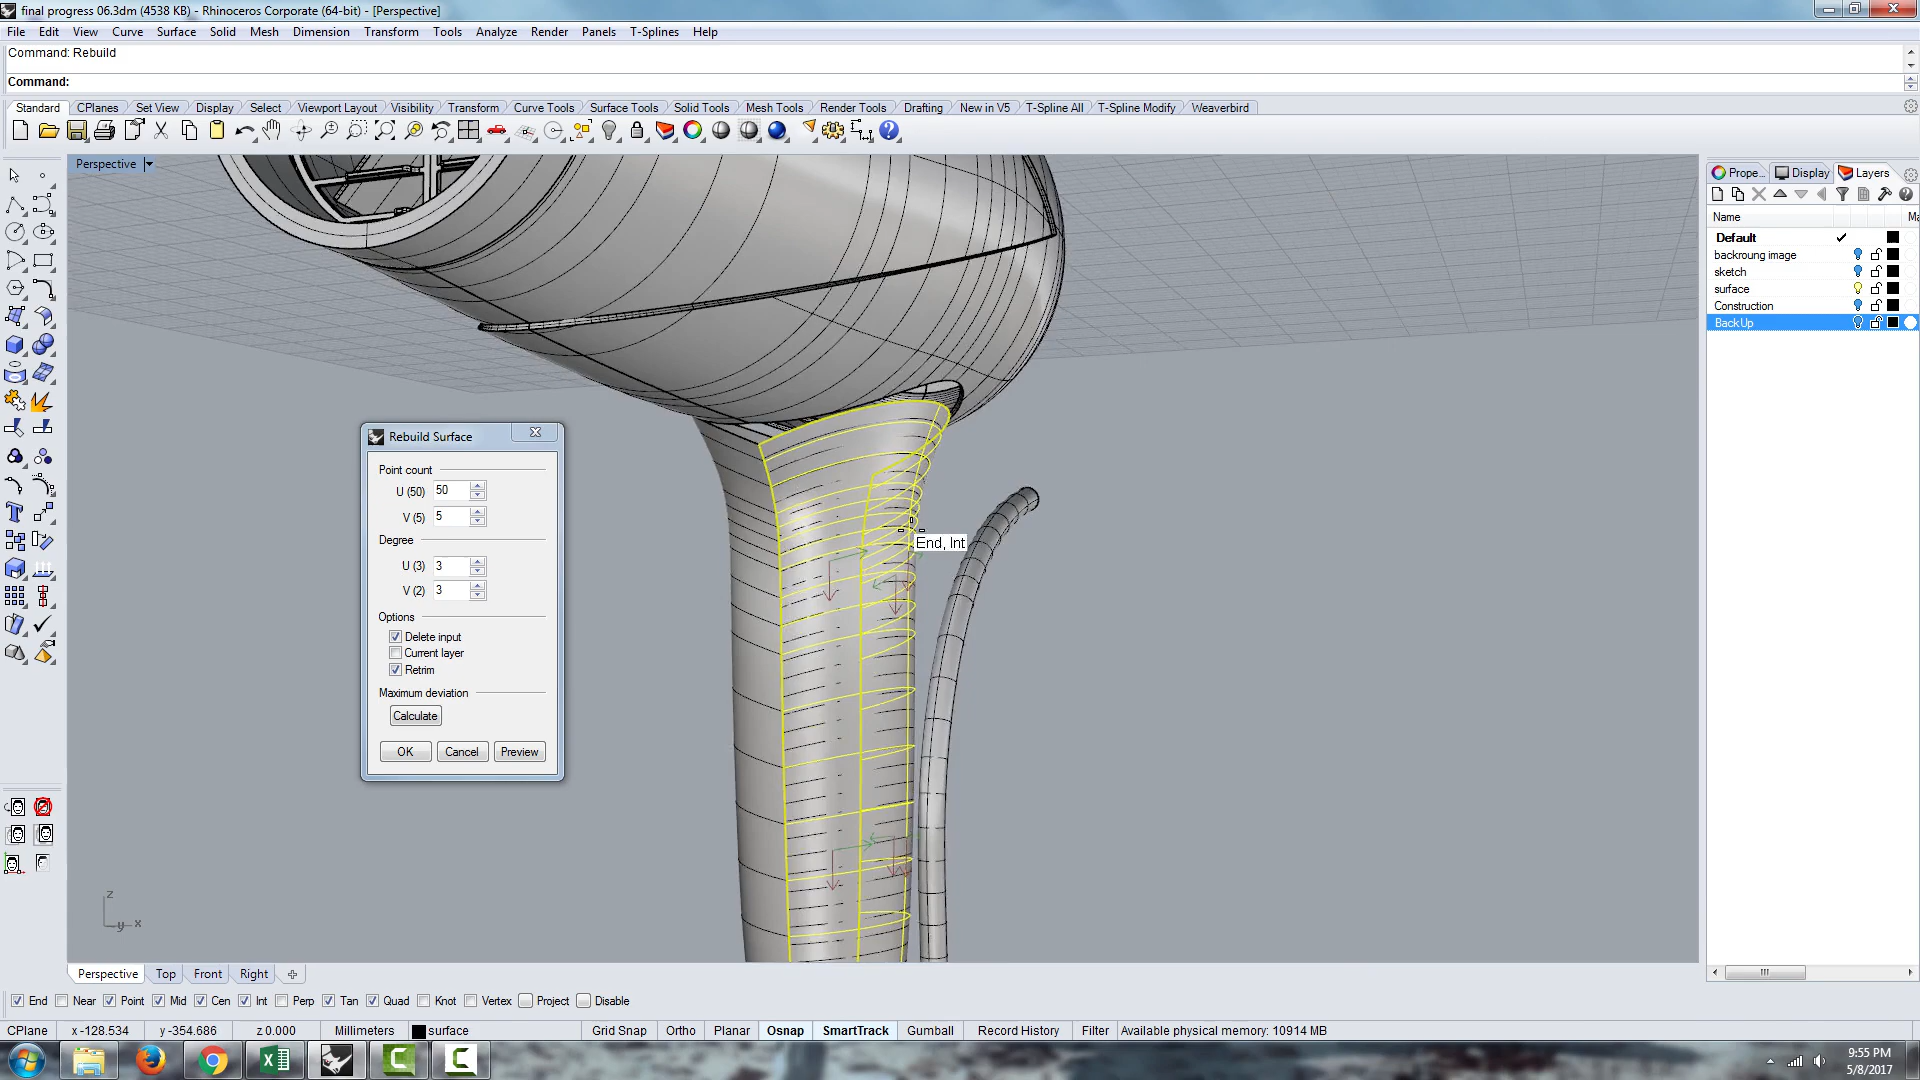 final progress 06.3dm (4538 KB) - Rhinoceros Corporate (64-bit) - [Perspective]
File Edit View Curve Surface Solid Mesh Dimension Transform Tools Analyze Render Panels T-Splines Help
Command: Rebuild
Command:
Standard CPlanes Set View Display Select Viewport Layout Visibility Transform Curve Tools Surface Tools Solid Tools Mesh Tools Render Tools Drafting New in V5 T-Spline All T-Spline Modify Weaverbird
Perspective
Prope... Display Layers
Name Ma
Default
backroung image
sketch
surface
Construction
BackUp
Rebuild Surface
Point count
U (50) 50
V (5) 5
Degree
U (3) 3
V (2) 3
Options
Delete input
Current layer
Retrim
Maximum deviation
Calculate
OK Cancel Preview
End, Int
z
y x
Perspective Top Front Right
End Near Point Mid Cen Int Perp Tan Quad Knot Vertex Project Disable
CPlane x -128.534 y -354.686 z 0.000 Millimeters surface Grid Snap Ortho Planar Osnap SmartTrack Gumball Record History Filter Available physical memory: 10914 MB
9:55 PM
5/8/2017